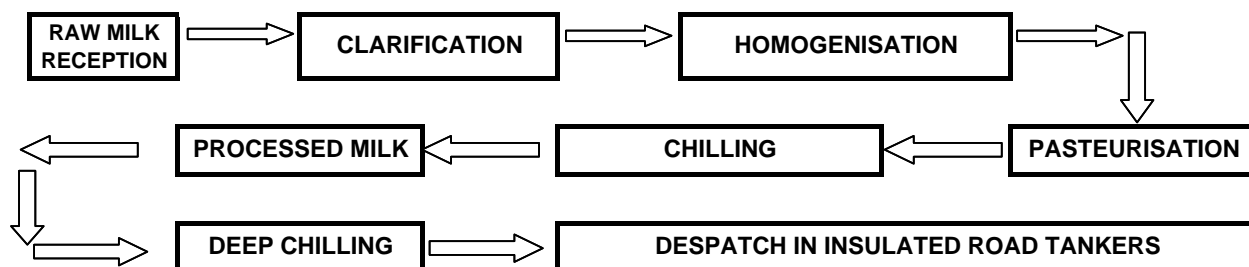 RAW MILK
RECEPTION
CLARIFICATION
HOMOGENISATION
PASTEURISATION
CHILLING
PROCESSED MILK
DEEP CHILLING
DESPATCH IN INSULATED ROAD TANKERS